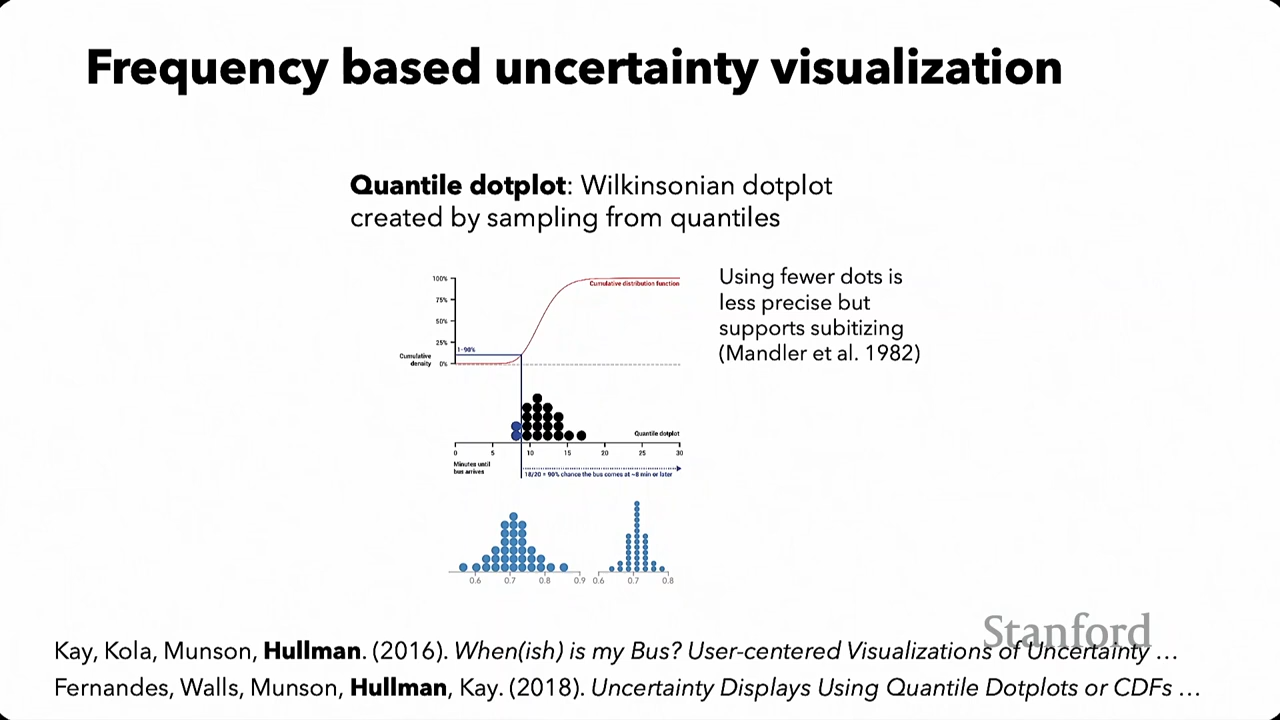 Frequency based uncertainty visualization
Quantile dotplot: Wilkinsonian dotplot
created by sampling from quantiles
100%
75%
50%
25%
0%
Cumulative distribution function
1-90%
Cumulative
density
Using fewer dots is
less precise but
supports subitizing
(Mandler et al. 1982)
Quantile dotplot
0 5 10 15 20 25 30
Minutes until
bus arrives
18/20 = 90% chance the bus comes at ~8 min or later
0.6 0.7 0.8 0.9
0.6 0.7 0.8
Stanford
Kay, Kola, Munson, Hullman. (2016). When(ish) is my Bus? User-centered Visualizations of Uncertainty …
Fernandes, Walls, Munson, Hullman, Kay. (2018). Uncertainty Displays Using Quantile Dotplots or CDFs …